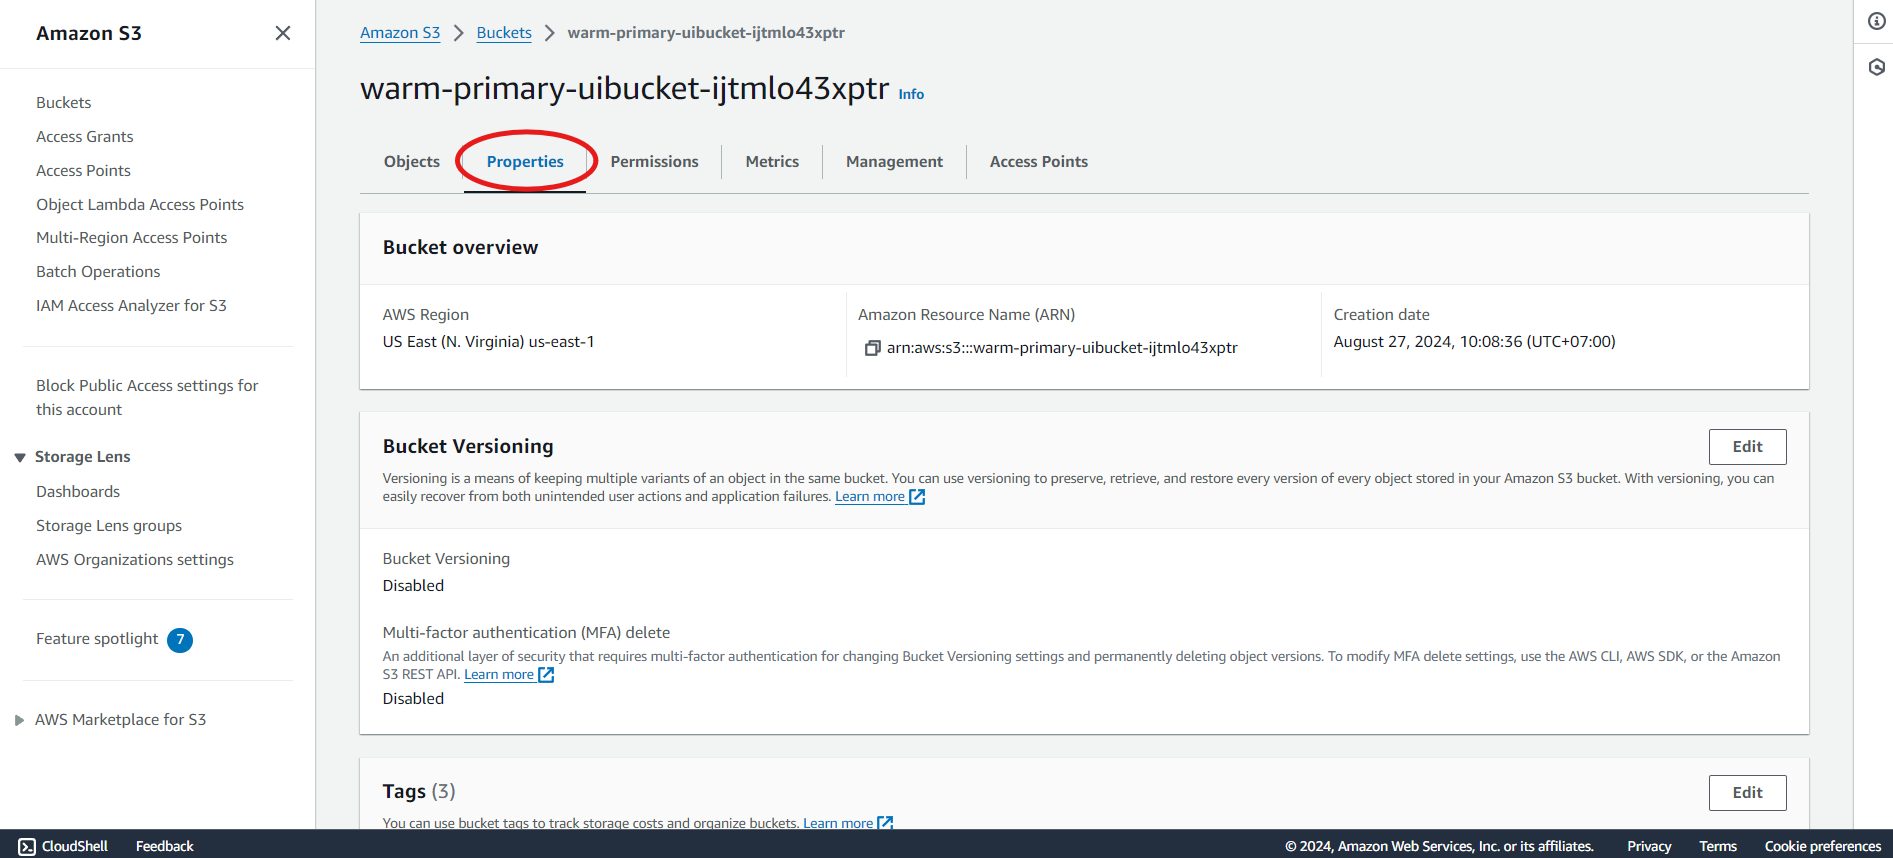 Amazon S3
Buckets
Access Grants
Access Points
Object Lambda Access Points
Multi-Region Access Points
Batch Operations
IAM Access Analyzer for S3
Block Public Access settings for
this account
Storage Lens
Dashboards
Storage Lens groups
AWS Organizations settings
Feature spotlight 7
AWS Marketplace for S3
Amazon S3 Buckets warm-primary-uibucket-ijtmlo43xptr
warm-primary-uibucket-ijtmlo43xptr Info
Objects Properties Permissions Metrics Management Access Points
Bucket overview
AWS Region
US East (N. Virginia) us-east-1
Amazon Resource Name (ARN)
arn:aws:s3:::warm-primary-uibucket-ijtmlo43xptr
Creation date
August 27, 2024, 10:08:36 (UTC+07:00)
Bucket Versioning
Edit
Versioning is a means of keeping multiple variants of an object in the same bucket. You can use versioning to preserve, retrieve, and restore every version of every object stored in your Amazon S3 bucket. With versioning, you can
easily recover from both unintended user actions and application failures. Learn more
Bucket Versioning
Disabled
Multi-factor authentication (MFA) delete
An additional layer of security that requires multi-factor authentication for changing Bucket Versioning settings and permanently deleting object versions. To modify MFA delete settings, use the AWS CLI, AWS SDK, or the Amazon
S3 REST API. Learn more
Disabled
Tags (3)
Edit
You can use bucket tags to track storage costs and organize buckets. Learn more
CloudShell Feedback © 2024, Amazon Web Services, Inc. or its affiliates. Privacy Terms Cookie preferences